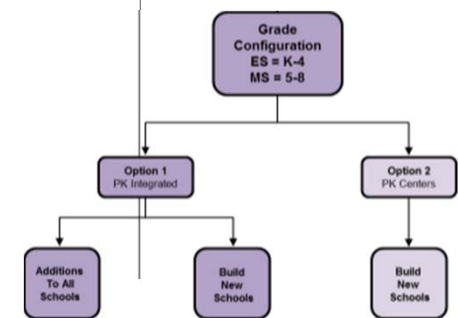 Grade
Configuration
ES = K-4
MS = 5-8
Option 1
PK Integrated
Option 2
PK Centers
Additions
To All
Schools
Build
New
Schools
Build
New
Schools